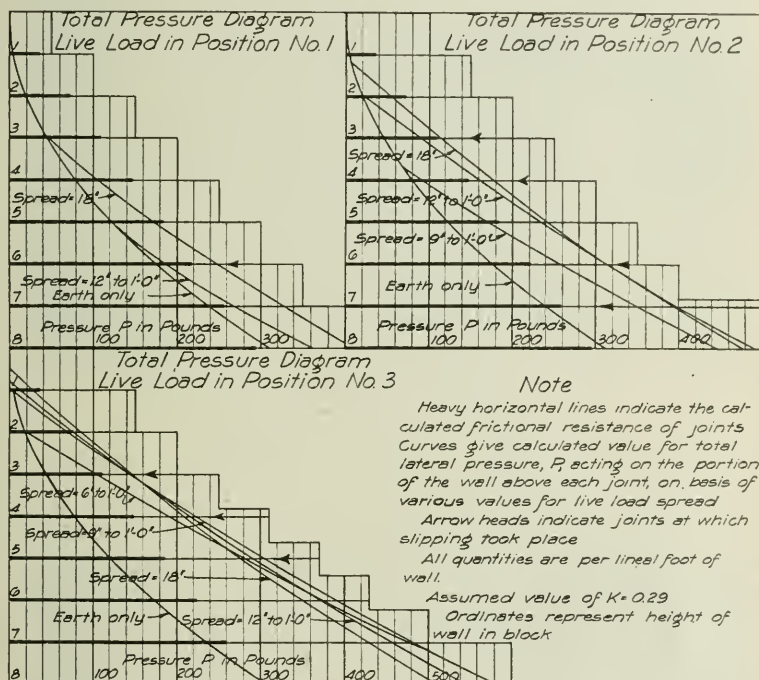 Total Pressure Diagram
Live Load in Position No. 1
1
2
3
4
Spread = 18"
5
6
Spread = 12" to 1'-0"
Earth only
7
Pressure P in Pounds
8 100 200 300
Total Pressure Diagram
Live Load in Position No. 2
1
2
3
Spread = 18"
4
Spread = 12" to 1'-0"
5
Spread = 9" to 1'-0"
6
Earth only
7
Pressure P in Pounds
8 100 200 300 400
Total Pressure Diagram
Live Load in Position No. 3
1
2
3
Spread = 6" to 1'-0"
4
Spread = 9" to 1'-0"
5
Spread = 18"
6
Earth only
Spread = 12" to 1'-0"
7
Pressure P in Pounds
8 100 200 300 400 500
Note
Heavy horizontal lines indicate the cal-
culated frictional resistance of joints
Curves give calculated value for total
lateral pressure, P, acting on the portion
of the wall above each joint, on basis of
various values for live load spread
Arrow heads indicate joints at which
slipping took place
All quantities are per lineal foot of
wall.
Assumed value of K = 0.29
Ordinates represent height of
wall in block